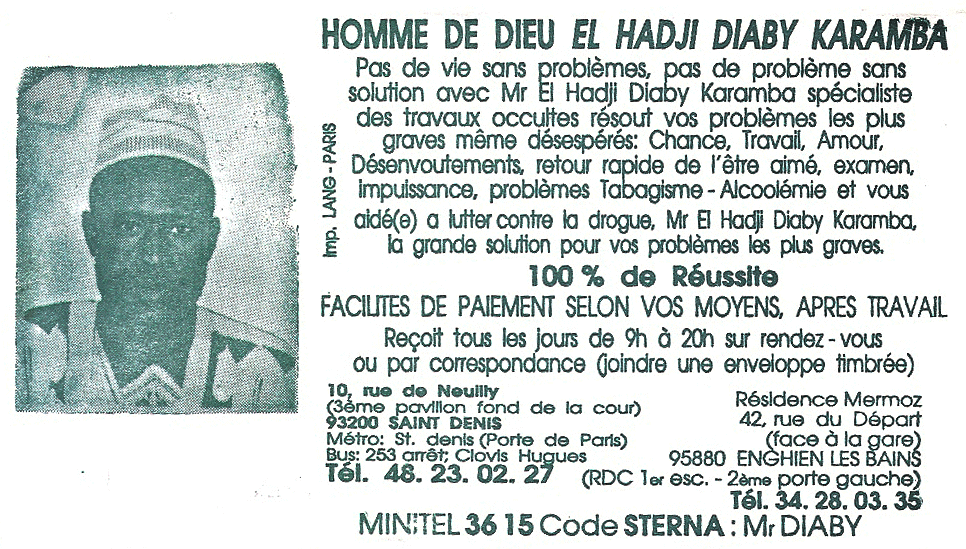 HOMME DE DIEU EL HADJI DIABY KARAMBA
Pas de vie sans problèmes, pas de problème sans
solution avec Mr El Hadji Diaby Karamba spécialiste
des travaux occultes résout vos problèmes les plus
graves même désespérés: Chance, Travail, Amour,
Désenvoutements, retour rapide de l'être aimé, examen,
impuissance, problèmes Tabagisme - Alcoolémie et vous
aidé(e) a lutter contre la drogue, Mr El Hadji Diaby Karamba,
la grande solution pour vos problèmes les plus graves.
Imp. LANG - PARIS
100 % de Réussite
FACILITES DE PAIEMENT SELON VOS MOYENS, APRES TRAVAIL
Reçoit tous les jours de 9h à 20h sur rendez-vous
ou par correspondance (joindre une enveloppe timbrée)
10, rue de Neuilly
(3éme pavillon fond de la cour)
93200 SAINT DENIS
Métro: St. denis (Porte de Paris)
Bus: 253 arrêt; Clovis Hugues
Tél. 48. 23. 02. 27
Résidence Mermoz
42, rue du Départ
(face à la gare)
95880 ENGHIEN LES BAINS
(RDC 1er esc. - 2ème porte gauche)
Tél. 34. 28. 03. 35
MINITEL 36 15 Code STERNA : Mr DIABY